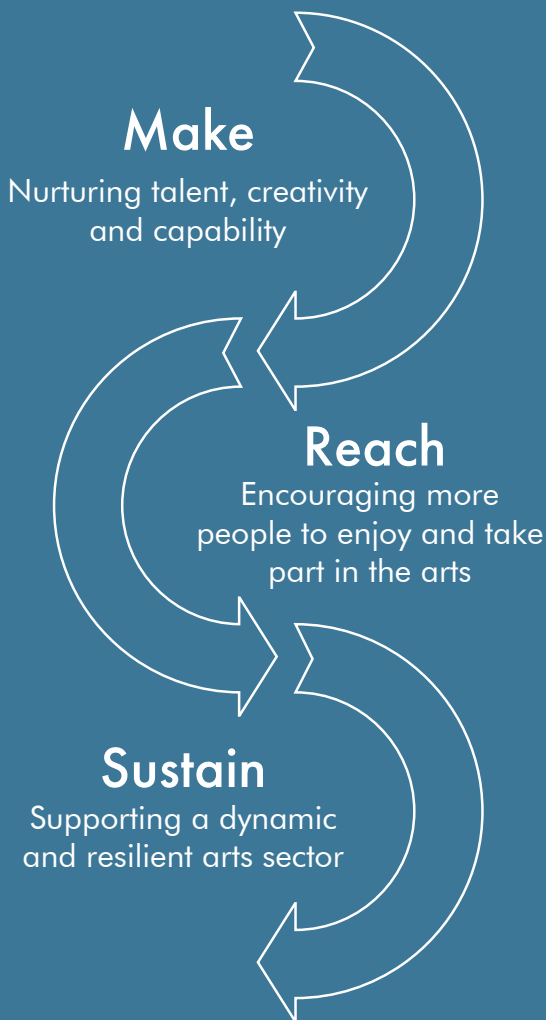 Make
Nurturing talent, creativity
and capability
Reach
Encouraging more
people to enjoy and take
part in the arts
Sustain
Supporting a dynamic
and resilient arts sector